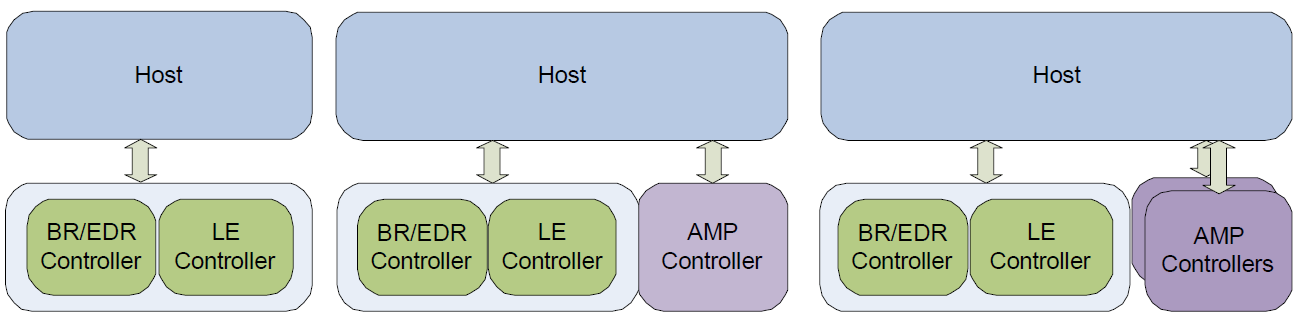 Host
BR/EDR
Controller
LE
Controller
Host
BR/EDR
Controller
LE
Controller
AMP
Controller
Host
BR/EDR
Controller
LE
Controller
AMP
Controllers